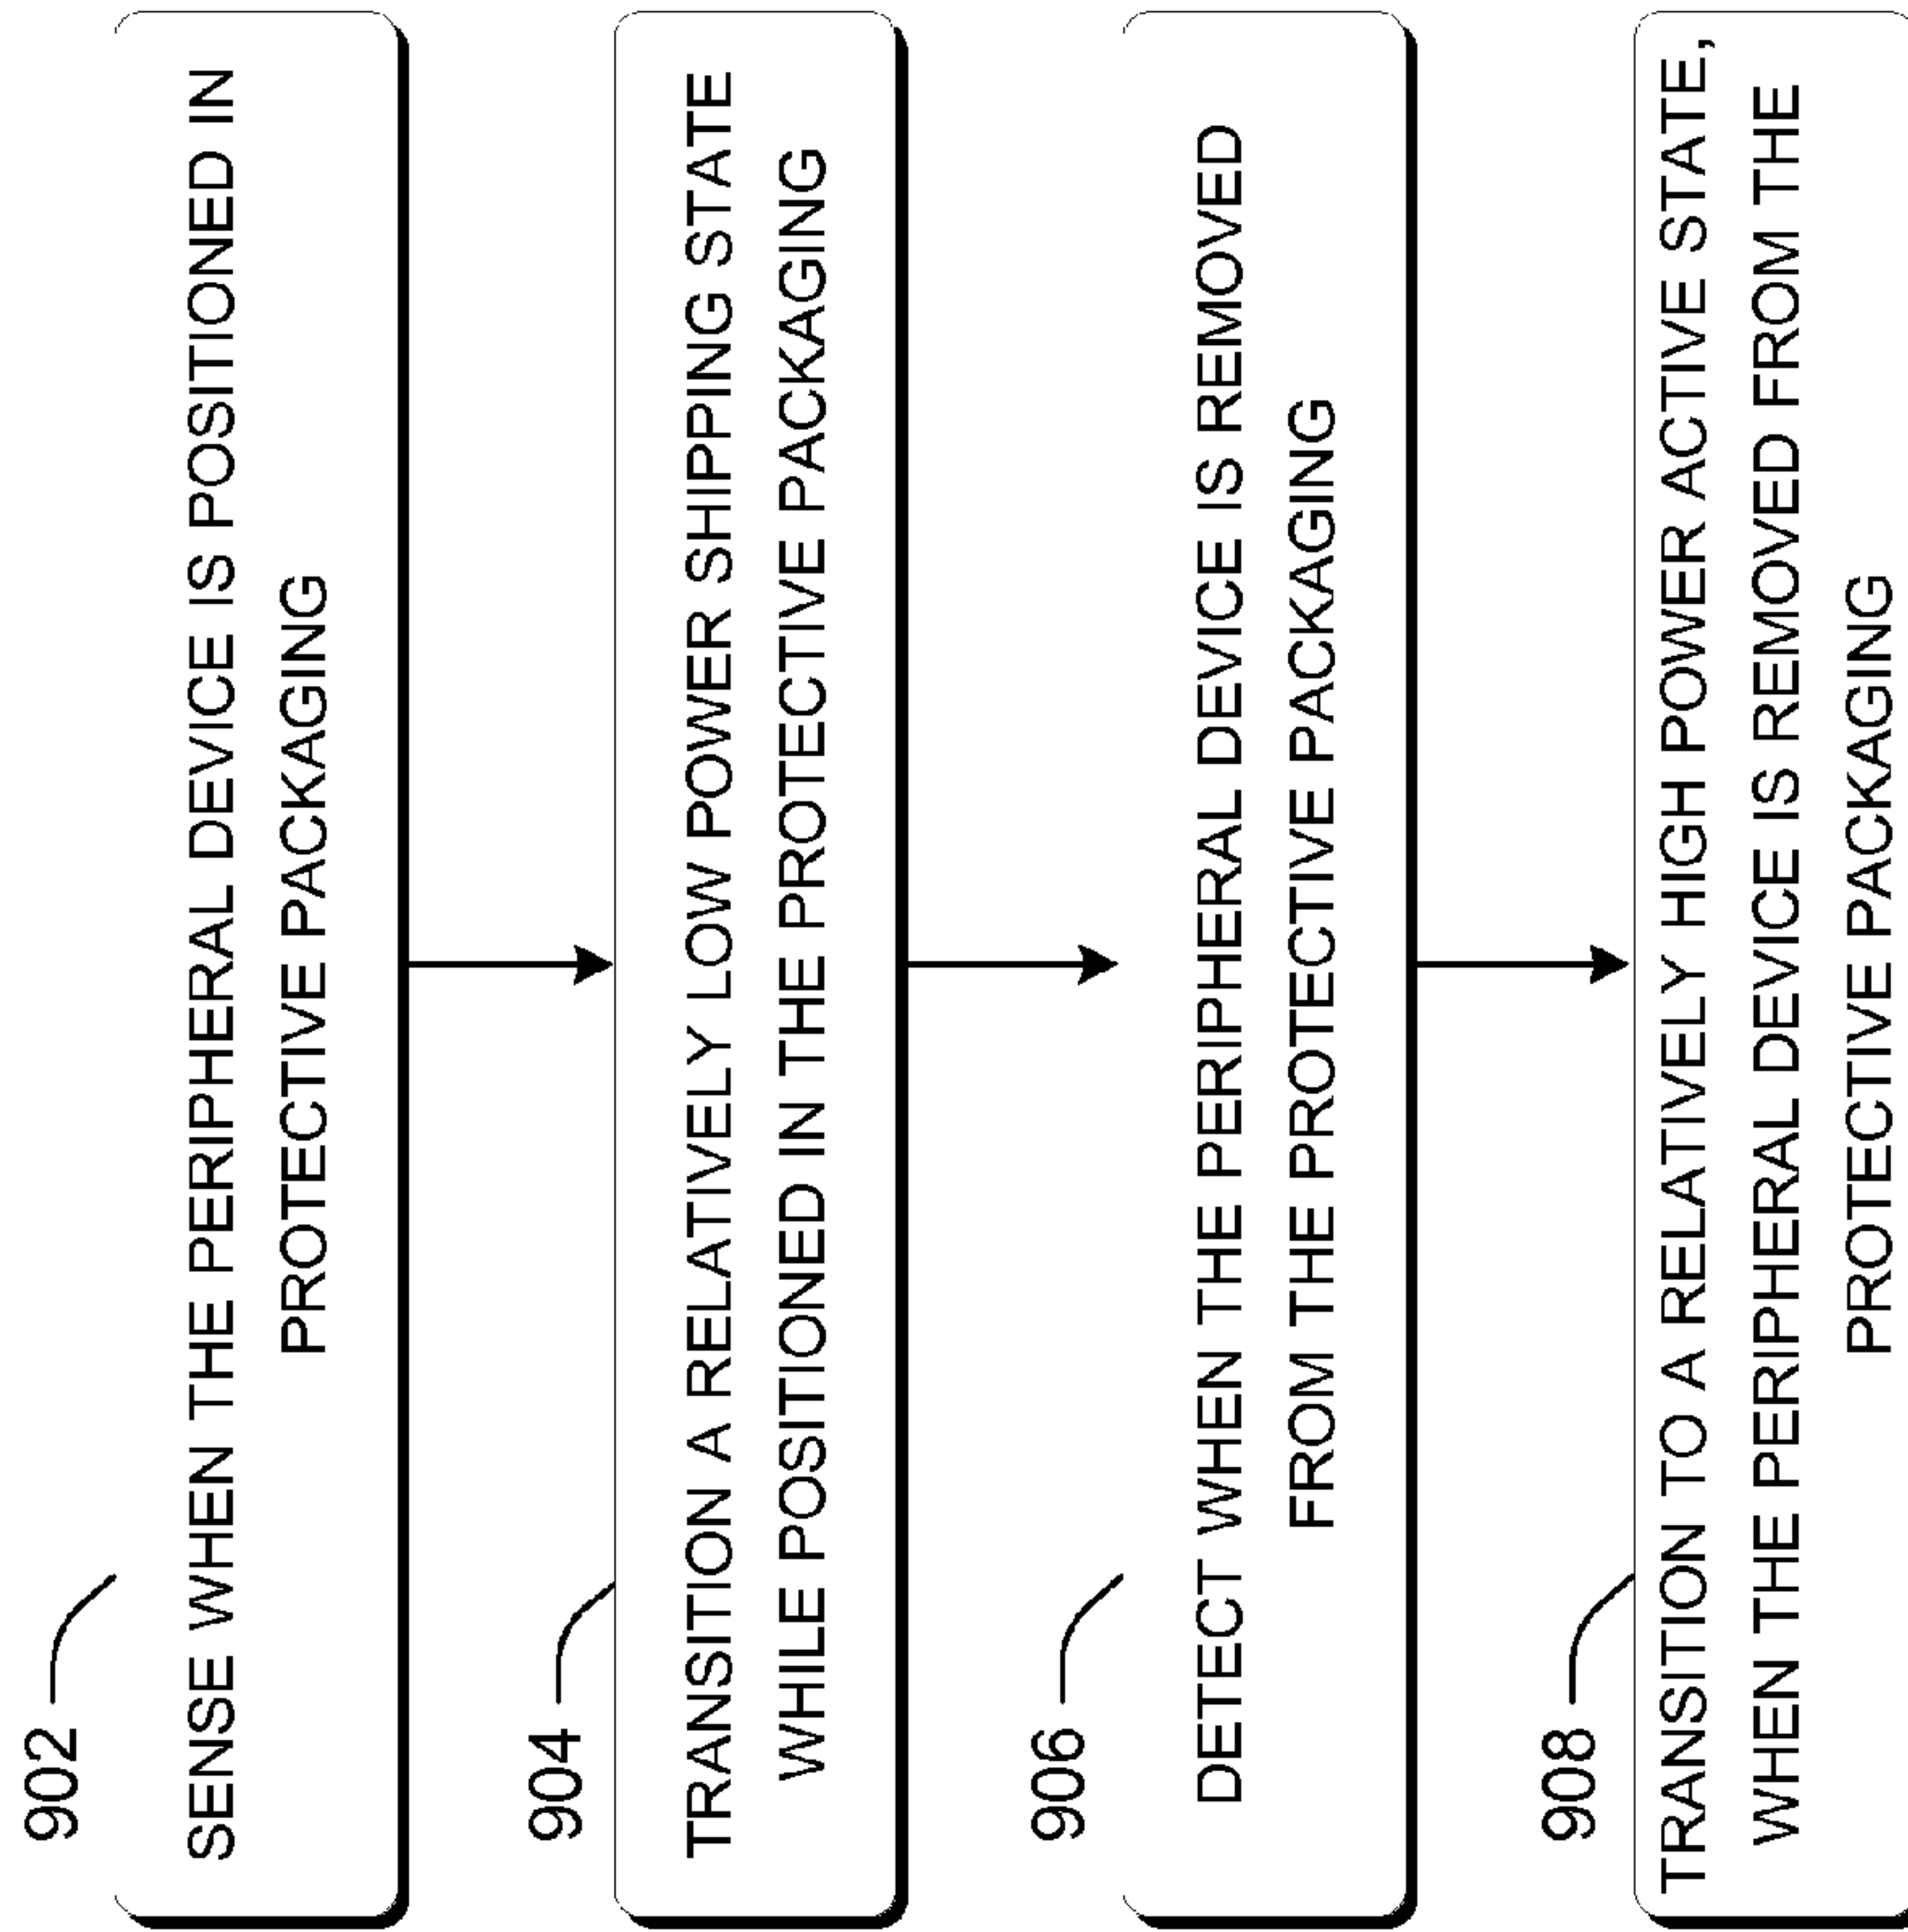 902
SENSE WHEN THE PERIPHERAL DEVICE IS POSITIONED IN
PROTECTIVE PACKAGING
904
TRANSITION A RELATIVELY LOW POWER SHIPPING STATE
WHILE POSITIONED IN THE PROTECTIVE PACKAGING
906
DETECT WHEN THE PERIPHERAL DEVICE IS REMOVED
FROM THE PROTECTIVE PACKAGING
908
TRANSITION TO A RELATIVELY HIGH POWER ACTIVE STATE,
WHEN THE PERIPHERAL DEVICE IS REMOVED FROM THE
PROTECTIVE PACKAGING